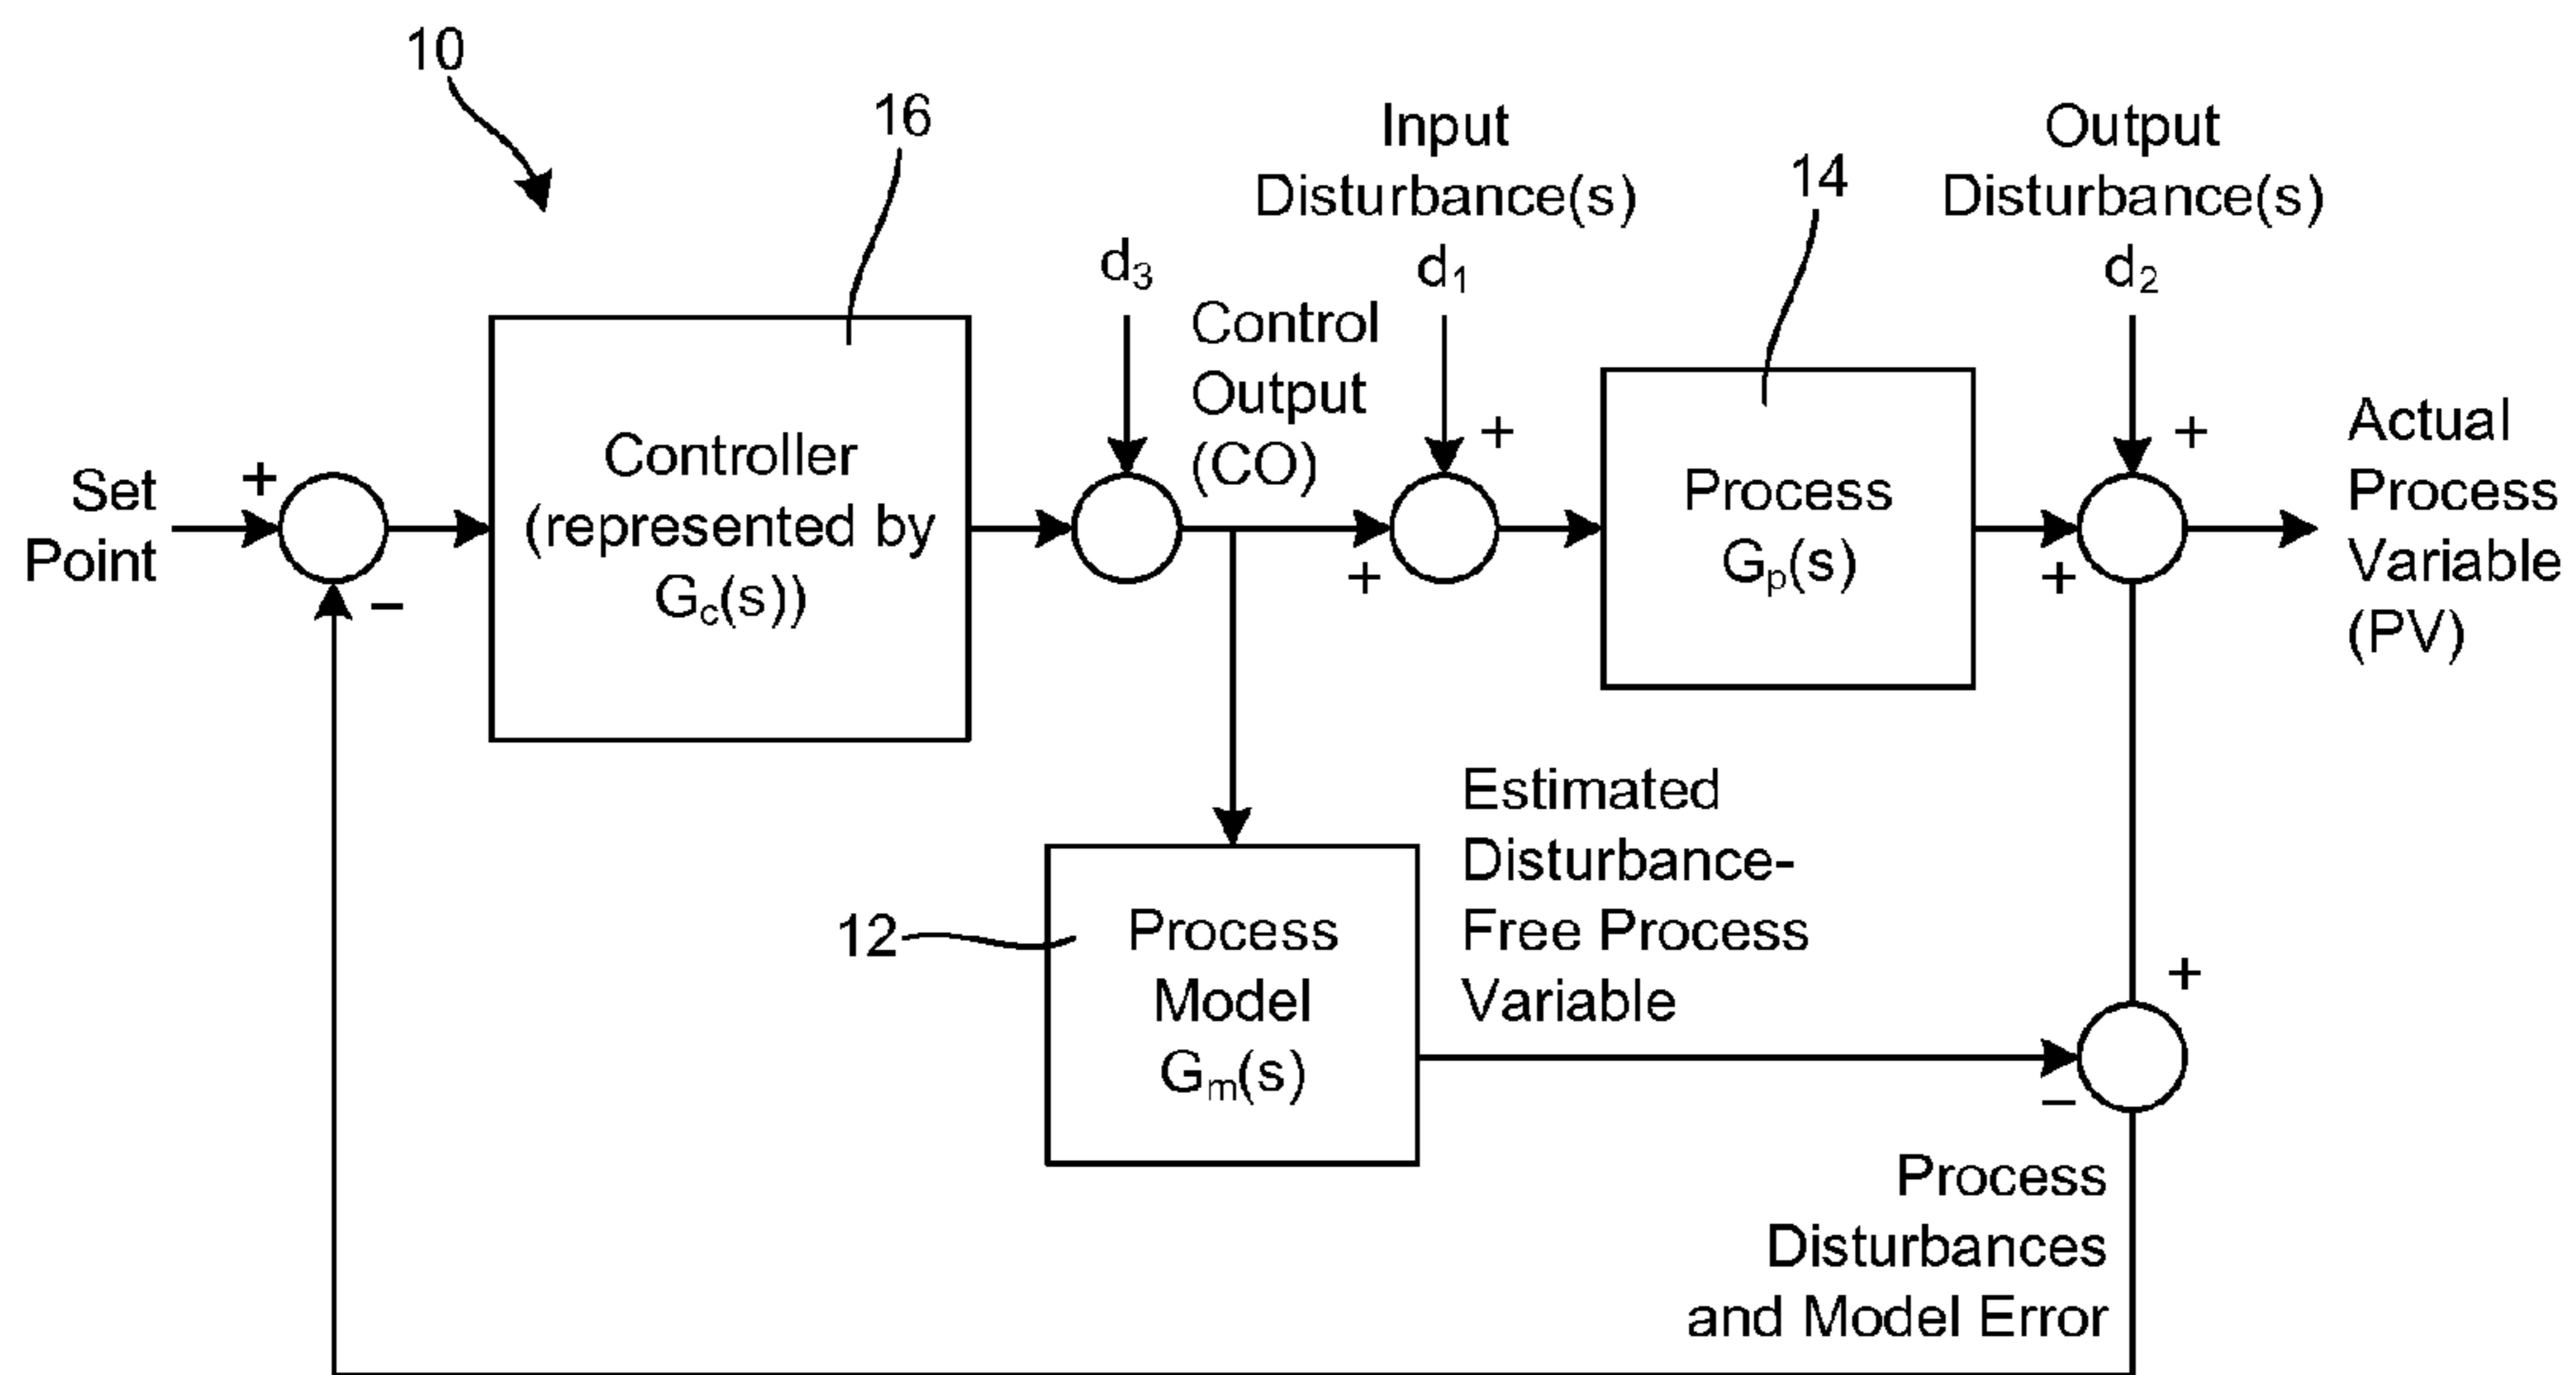 10
16
Input
Disturbance(s)
d₁
14
Output
Disturbance(s)
d₂
d₃
Control
Output
(CO)
Set
Point
+
−
Controller
(represented by
G꜀(s))
+
+
Process
Gₚ(s)
+
+
Actual
Process
Variable
(PV)
12
Process
Model
Gₘ(s)
Estimated
Disturbance-
Free Process
Variable
+
−
Process
Disturbances
and Model Error